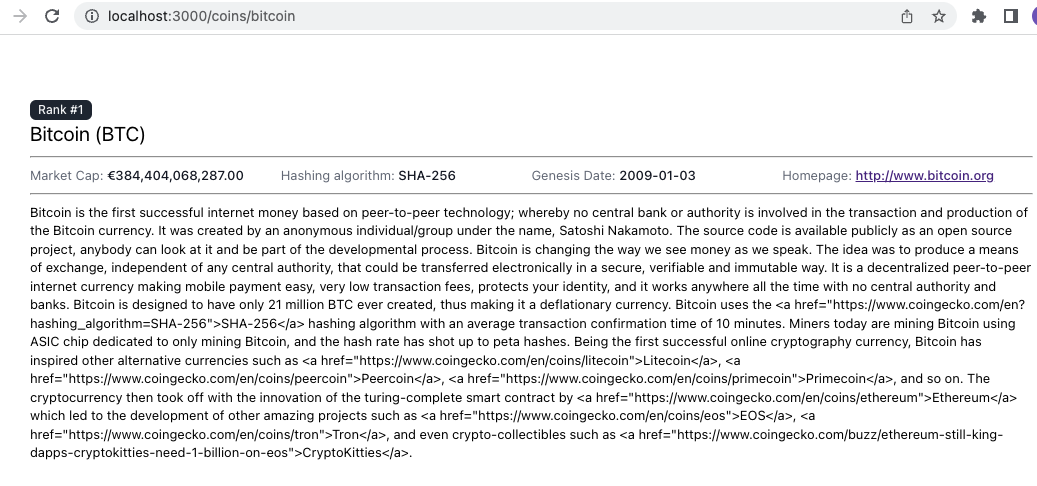 localhost:3000/coins/bitcoin
Rank #1
Bitcoin (BTC)
Market Cap: €384,404,068,287.00 Hashing algorithm: SHA-256 Genesis Date: 2009-01-03 Homepage: http://www.bitcoin.org
Bitcoin is the first successful internet money based on peer-to-peer technology; whereby no central bank or authority is involved in the transaction and production of
the Bitcoin currency. It was created by an anonymous individual/group under the name, Satoshi Nakamoto. The source code is available publicly as an open source
project, anybody can look at it and be part of the developmental process. Bitcoin is changing the way we see money as we speak. The idea was to produce a means
of exchange, independent of any central authority, that could be transferred electronically in a secure, verifiable and immutable way. It is a decentralized peer-to-peer
internet currency making mobile payment easy, very low transaction fees, protects your identity, and it works anywhere all the time with no central authority and
banks. Bitcoin is designed to have only 21 million BTC ever created, thus making it a deflationary currency. Bitcoin uses the <a href="https://www.coingecko.com/en?
hashing_algorithm=SHA-256">SHA-256</a> hashing algorithm with an average transaction confirmation time of 10 minutes. Miners today are mining Bitcoin using
ASIC chip dedicated to only mining Bitcoin, and the hash rate has shot up to peta hashes. Being the first successful online cryptography currency, Bitcoin has
inspired other alternative currencies such as <a href="https://www.coingecko.com/en/coins/litecoin">Litecoin</a>, <a
href="https://www.coingecko.com/en/coins/peercoin">Peercoin</a>, <a href="https://www.coingecko.com/en/coins/primecoin">Primecoin</a>, and so on. The
cryptocurrency then took off with the innovation of the turing-complete smart contract by <a href="https://www.coingecko.com/en/coins/ethereum">Ethereum</a>
which led to the development of other amazing projects such as <a href="https://www.coingecko.com/en/coins/eos">EOS</a>, <a
href="https://www.coingecko.com/en/coins/tron">Tron</a>, and even crypto-collectibles such as <a href="https://www.coingecko.com/buzz/ethereum-still-king-
dapps-cryptokitties-need-1-billion-on-eos">CryptoKitties</a>.